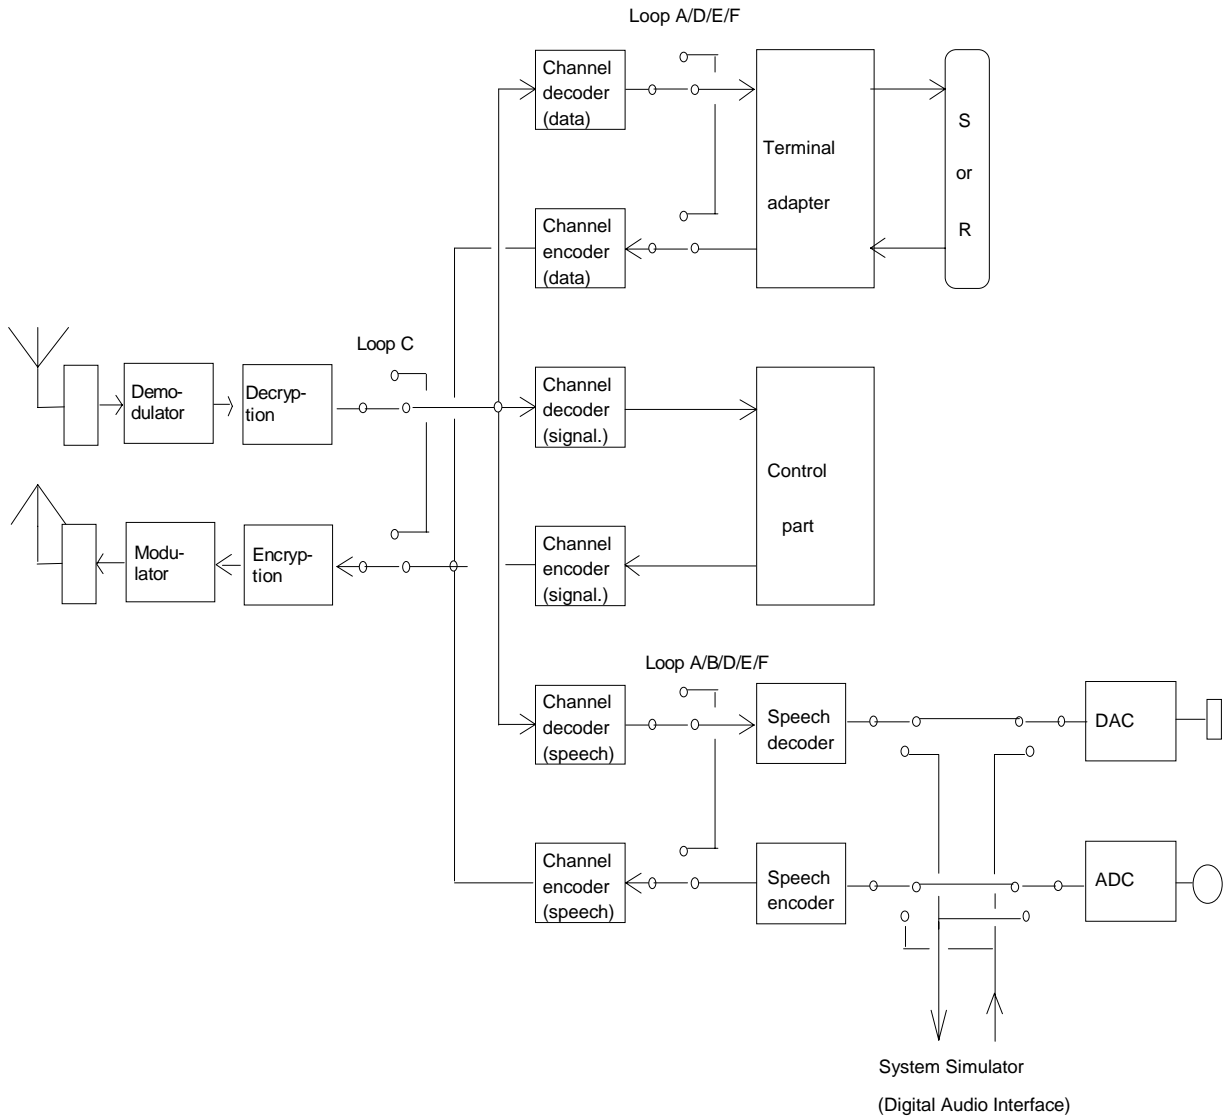 Loop A/D/E/F
Channel
decoder
(data)
Terminal
adapter
S
or
R
Channel
encoder
(data)
Loop C
Demo-
dulator
Decryp-
tion
Channel
decoder
(signal.)
Control
part
Modu-
lator
Encryp-
tion
Channel
encoder
(signal.)
Loop A/B/D/E/F
Channel
decoder
(speech)
Speech
decoder
DAC
Channel
encoder
(speech)
Speech
encoder
ADC
System Simulator
(Digital Audio Interface)